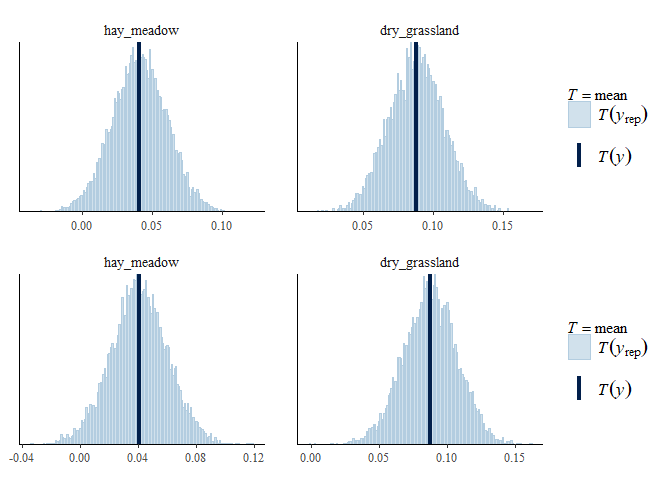 hay_meadow
dry_grassland
0.00 0.05 0.10
0.05 0.10 0.15
T = mean
T(yrep)
T(y)
hay_meadow
dry_grassland
-0.04 0.00 0.04 0.08 0.12
0.00 0.05 0.10 0.15
T = mean
T(yrep)
T(y)